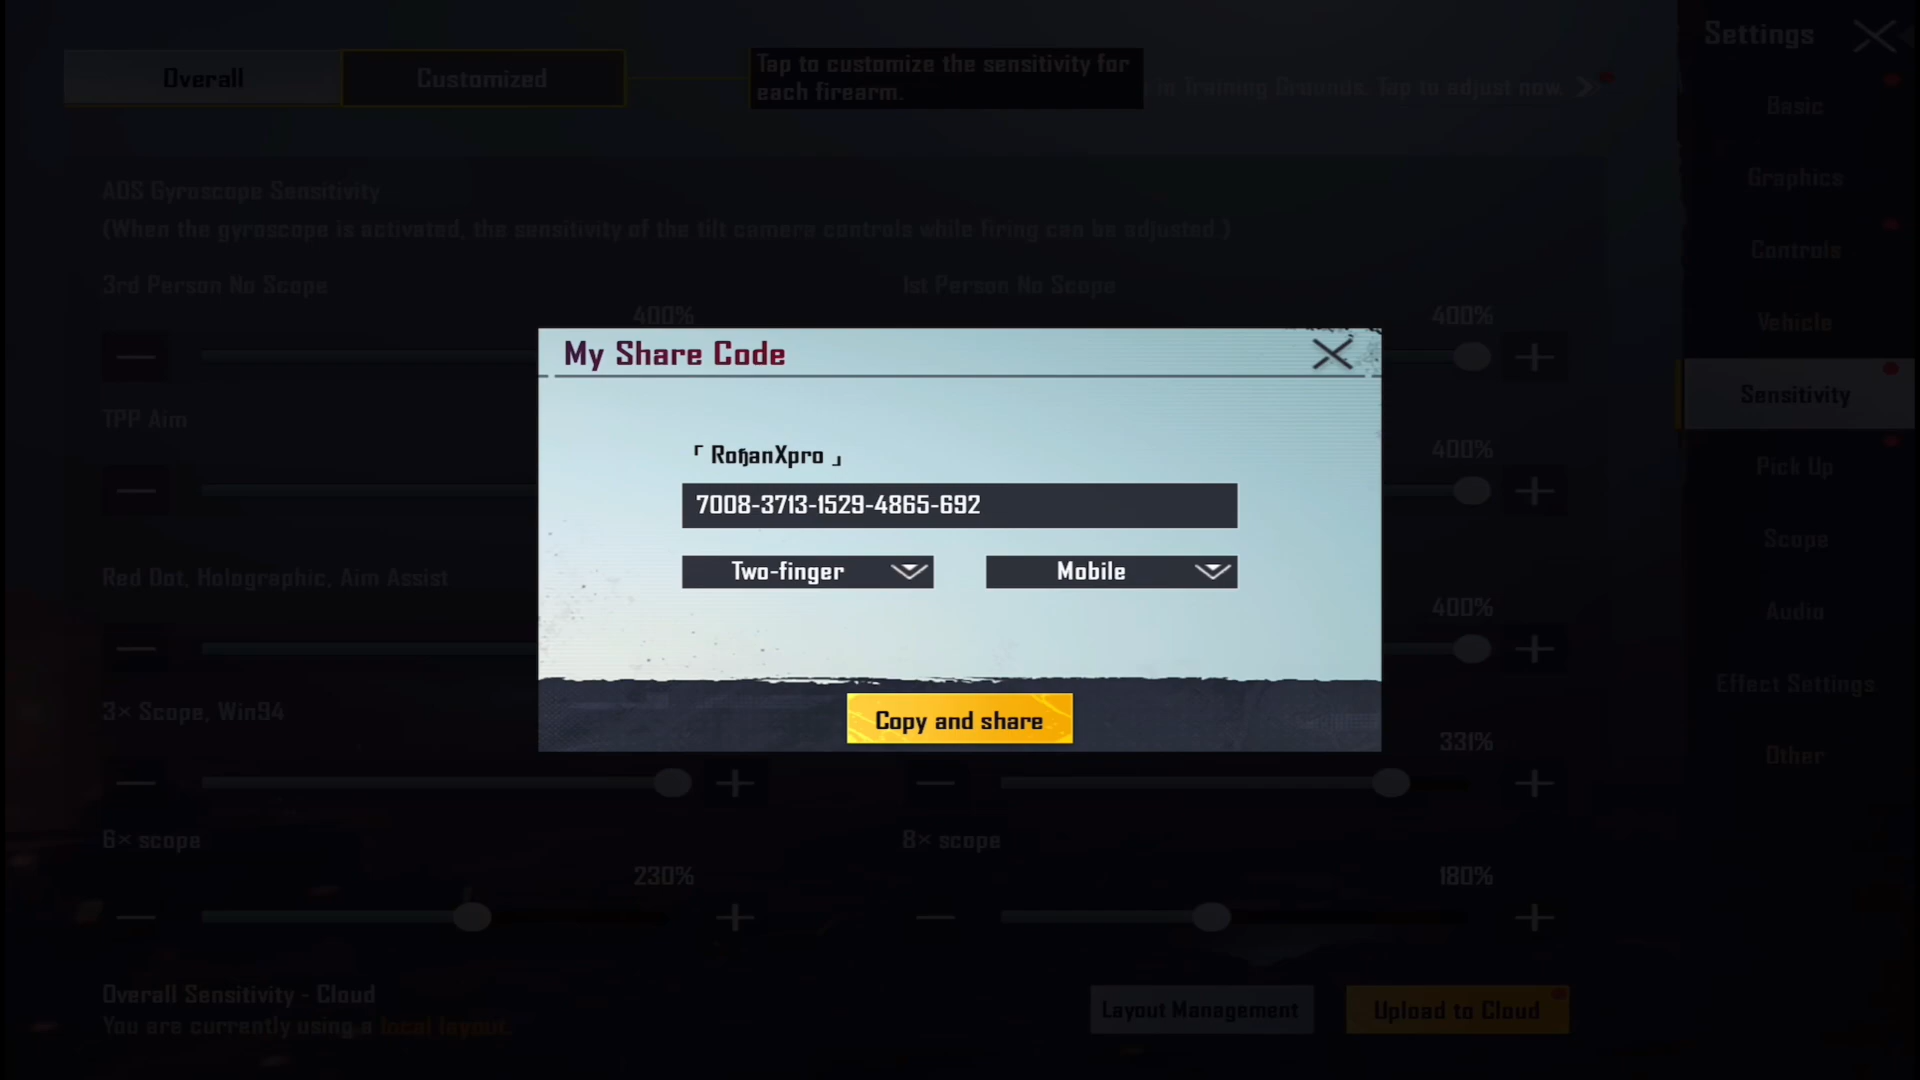 Overall
Customized
Tap to customize the sensitivity for
each firearm.
in Training Grounds. Tap to adjust now.
Settings
Basic
Graphics
Controls
Vehicle
Sensitivity
Pick Up
Scope
Audio
Effect Settings
Other
ADS Gyroscope Sensitivity
(When the gyroscope is activated, the sensitivity of the tilt camera controls while firing can be adjusted.)
3rd Person No Scope
400%
1st Person No Scope
400%
TPP Aim
400%
Red Dot, Holographic, Aim Assist
400%
3× Scope, Win94
331%
6× scope
230%
8× scope
180%
My Share Code
「 RoɧanXpro 」
7008-3713-1529-4865-692
Two-finger
Mobile
Copy and share
Overall Sensitivity - Cloud
You are currently using a local layout.
Layout Management
Upload to Cloud